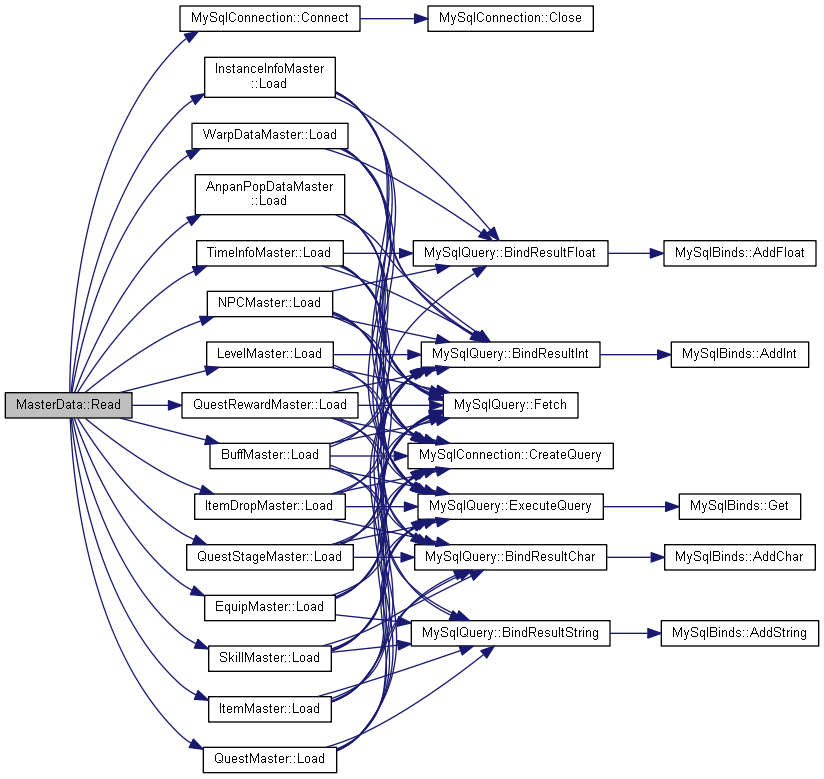 MySqlConnection::Connect
MySqlConnection::Close
InstanceInfoMaster
::Load
WarpDataMaster::Load
AnpanPopDataMaster
::Load
TimeInfoMaster::Load
MySqlQuery::BindResultFloat
MySqlBinds::AddFloat
NPCMaster::Load
LevelMaster::Load
MySqlQuery::BindResultInt
MySqlBinds::AddInt
MasterData::Read
QuestRewardMaster::Load
MySqlQuery::Fetch
BuffMaster::Load
MySqlConnection::CreateQuery
ItemDropMaster::Load
MySqlQuery::ExecuteQuery
MySqlBinds::Get
QuestStageMaster::Load
MySqlQuery::BindResultChar
MySqlBinds::AddChar
EquipMaster::Load
MySqlQuery::BindResultString
MySqlBinds::AddString
SkillMaster::Load
ItemMaster::Load
QuestMaster::Load